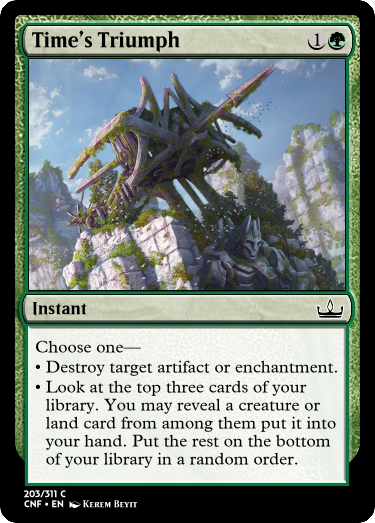 Time's Triumph 1
Instant
Choose one—
• Destroy target artifact or enchantment.
• Look at the top three cards of your
library. You may reveal a creature or
land card from among them put it into
your hand. Put the rest on the bottom
of your library in a random order.
203/311 C
CNF • EN Kerem Beyit